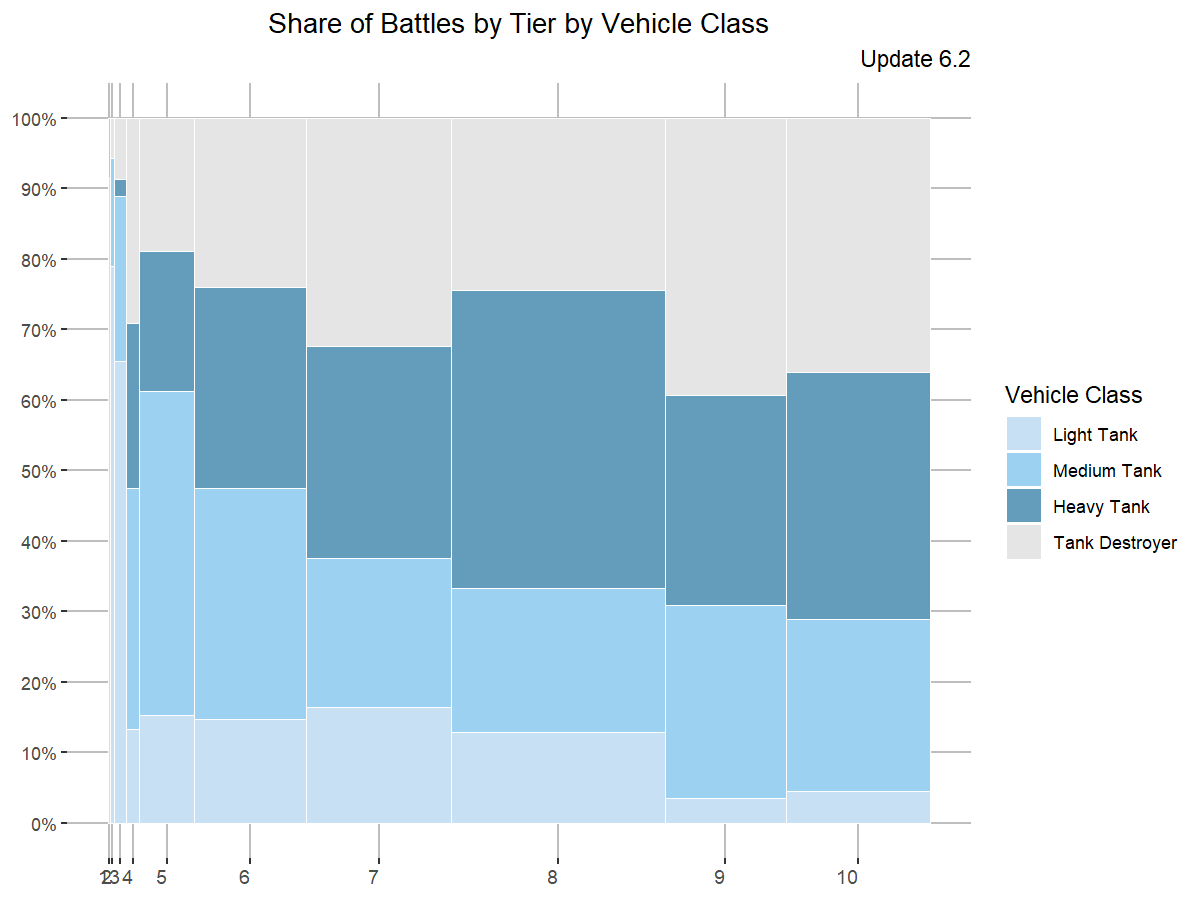 Share of Battles by Tier by Vehicle Class
Update 6.2
100%
90%
80%
70%
60%
50%
40%
30%
20%
10%
0%
1 2 3 4 5 6 7 8 9 10
Vehicle Class
Light Tank
Medium Tank
Heavy Tank
Tank Destroyer